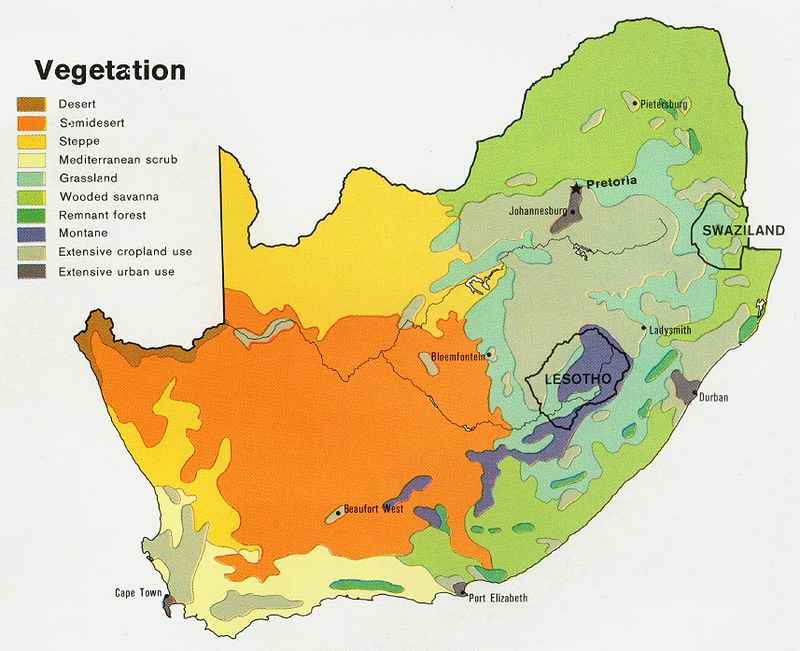 Vegetation
Desert
Semidesert
Steppe
Mediterranean scrub
Grassland
Wooded savanna
Remnant forest
Montane
Extensive cropland use
Extensive urban use
Pietersburg
Pretoria
Johannesburg
SWAZILAND
Ladysmith
Bloemfontein
LESOTHO
Durban
Beaufort West
Cape Town
Port Elizabeth